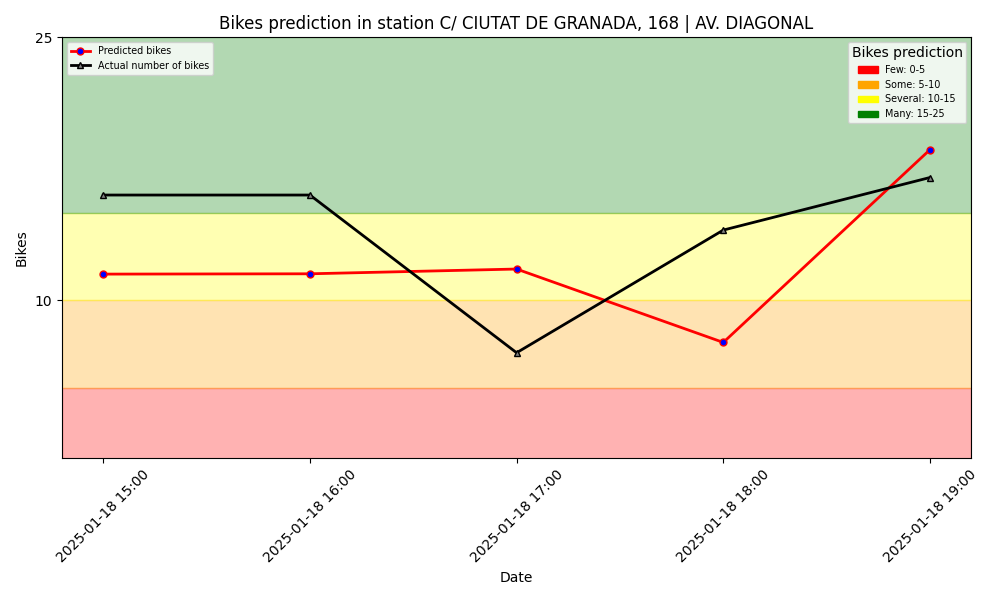 Bikes prediction in station C/ CIUTAT DE GRANADA, 168 | AV. DIAGONAL
25
Predicted bikes
Actual number of bikes
Bikes prediction
Few: 0-5
Some: 5-10
Several: 10-15
Many: 15-25
Bikes
10
2025-01-18 15:00
2025-01-18 16:00
2025-01-18 17:00
2025-01-18 18:00
2025-01-18 19:00
Date